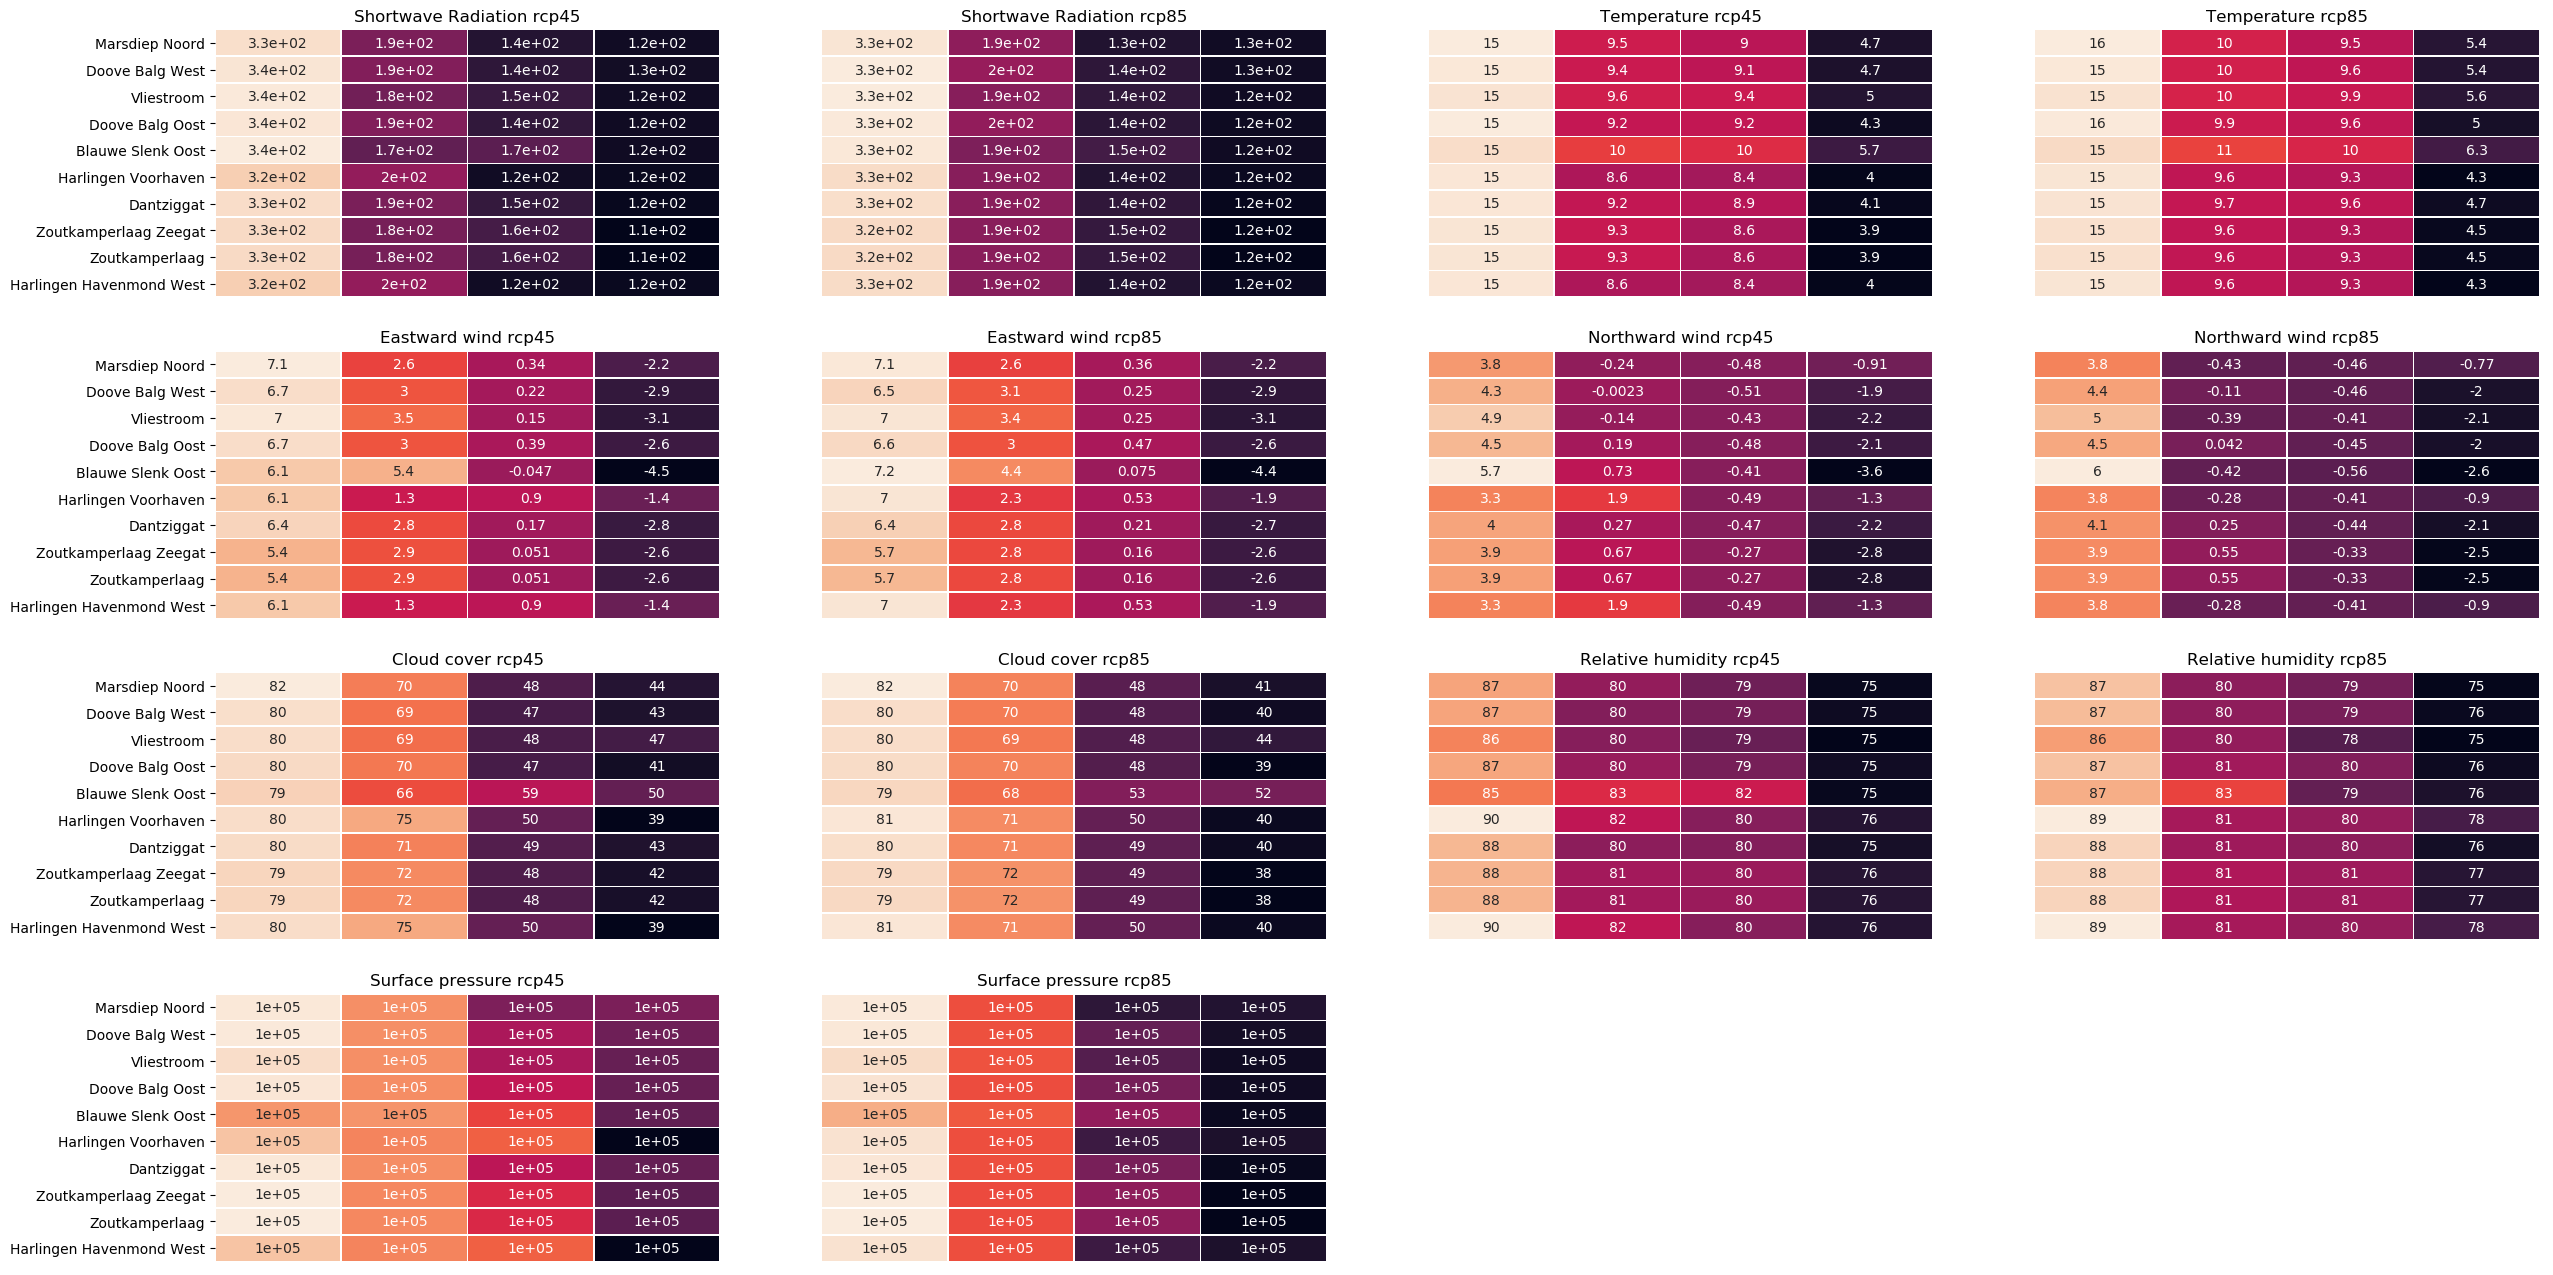 Shortwave Radiation rcp45 Shortwave Radiation rcp85 Temperature rcp45 Temperature rcp85
Marsdiep Noord 3.3e+02 1.9e+02 1.4e+02 1.2e+02 3.3e+02 1.9e+02 1.3e+02 1.3e+02 15 9.5 9 4.7 16 10 9.5 5.4
Doove Balg West 3.4e+02 1.9e+02 1.4e+02 1.3e+02 3.3e+02 2e+02 1.4e+02 1.3e+02 15 9.4 9.1 4.7 15 10 9.6 5.4
Vliestroom 3.4e+02 1.8e+02 1.5e+02 1.2e+02 3.3e+02 1.9e+02 1.4e+02 1.2e+02 15 9.6 9.4 5 15 10 9.9 5.6
Doove Balg Oost 3.4e+02 1.9e+02 1.4e+02 1.2e+02 3.3e+02 2e+02 1.4e+02 1.2e+02 15 9.2 9.2 4.3 16 9.9 9.6 5
Blauwe Slenk Oost 3.4e+02 1.7e+02 1.7e+02 1.2e+02 3.3e+02 1.9e+02 1.5e+02 1.2e+02 15 10 10 5.7 15 11 10 6.3
Harlingen Voorhaven 3.2e+02 2e+02 1.2e+02 1.2e+02 3.3e+02 1.9e+02 1.4e+02 1.2e+02 15 8.6 8.4 4 15 9.6 9.3 4.3
Dantziggat 3.3e+02 1.9e+02 1.5e+02 1.2e+02 3.3e+02 1.9e+02 1.4e+02 1.2e+02 15 9.2 8.9 4.1 15 9.7 9.6 4.7
Zoutkamperlaag Zeegat 3.3e+02 1.8e+02 1.6e+02 1.1e+02 3.2e+02 1.9e+02 1.5e+02 1.2e+02 15 9.3 8.6 3.9 15 9.6 9.3 4.5
Zoutkamperlaag 3.3e+02 1.8e+02 1.6e+02 1.1e+02 3.2e+02 1.9e+02 1.5e+02 1.2e+02 15 9.3 8.6 3.9 15 9.6 9.3 4.5
Harlingen Havenmond West 3.2e+02 2e+02 1.2e+02 1.2e+02 3.3e+02 1.9e+02 1.4e+02 1.2e+02 15 8.6 8.4 4 15 9.6 9.3 4.3
Eastward wind rcp45 Eastward wind rcp85 Northward wind rcp45 Northward wind rcp85
Marsdiep Noord 7.1 2.6 0.34 -2.2 7.1 2.6 0.36 -2.2 3.8 -0.24 -0.48 -0.91 3.8 -0.43 -0.46 -0.77
Doove Balg West 6.7 3 0.22 -2.9 6.5 3.1 0.25 -2.9 4.3 -0.0023 -0.51 -1.9 4.4 -0.11 -0.46 -2
Vliestroom 7 3.5 0.15 -3.1 7 3.4 0.25 -3.1 4.9 -0.14 -0.43 -2.2 5 -0.39 -0.41 -2.1
Doove Balg Oost 6.7 3 0.39 -2.6 6.6 3 0.47 -2.6 4.5 0.19 -0.48 -2.1 4.5 0.042 -0.45 -2
Blauwe Slenk Oost 6.1 5.4 -0.047 -4.5 7.2 4.4 0.075 -4.4 5.7 0.73 -0.41 -3.6 6 -0.42 -0.56 -2.6
Harlingen Voorhaven 6.1 1.3 0.9 -1.4 7 2.3 0.53 -1.9 3.3 1.9 -0.49 -1.3 3.8 -0.28 -0.41 -0.9
Dantziggat 6.4 2.8 0.17 -2.8 6.4 2.8 0.21 -2.7 4 0.27 -0.47 -2.2 4.1 0.25 -0.44 -2.1
Zoutkamperlaag Zeegat 5.4 2.9 0.051 -2.6 5.7 2.8 0.16 -2.6 3.9 0.67 -0.27 -2.8 3.9 0.55 -0.33 -2.5
Zoutkamperlaag 5.4 2.9 0.051 -2.6 5.7 2.8 0.16 -2.6 3.9 0.67 -0.27 -2.8 3.9 0.55 -0.33 -2.5
Harlingen Havenmond West 6.1 1.3 0.9 -1.4 7 2.3 0.53 -1.9 3.3 1.9 -0.49 -1.3 3.8 -0.28 -0.41 -0.9
Cloud cover rcp45 Cloud cover rcp85 Relative humidity rcp45 Relative humidity rcp85
Marsdiep Noord 82 70 48 44 82 70 48 41 87 80 79 75 87 80 79 75
Doove Balg West 80 69 47 43 80 70 48 40 87 80 79 75 87 80 79 76
Vliestroom 80 69 48 47 80 69 48 44 86 80 79 75 86 80 78 75
Doove Balg Oost 80 70 47 41 80 70 48 39 87 80 79 75 87 81 80 76
Blauwe Slenk Oost 79 66 59 50 79 68 53 52 85 83 82 75 87 83 79 76
Harlingen Voorhaven 80 75 50 39 81 71 50 40 90 82 80 76 89 81 80 78
Dantziggat 80 71 49 43 80 71 49 40 88 80 80 75 88 81 80 76
Zoutkamperlaag Zeegat 79 72 48 42 79 72 49 38 88 81 80 76 88 81 81 77
Zoutkamperlaag 79 72 48 42 79 72 49 38 88 81 80 76 88 81 81 77
Harlingen Havenmond West 80 75 50 39 81 71 50 40 90 82 80 76 89 81 80 78
Surface pressure rcp45 Surface pressure rcp85
Marsdiep Noord 1e+05 1e+05 1e+05 1e+05 1e+05 1e+05 1e+05 1e+05
Doove Balg West 1e+05 1e+05 1e+05 1e+05 1e+05 1e+05 1e+05 1e+05
Vliestroom 1e+05 1e+05 1e+05 1e+05 1e+05 1e+05 1e+05 1e+05
Doove Balg Oost 1e+05 1e+05 1e+05 1e+05 1e+05 1e+05 1e+05 1e+05
Blauwe Slenk Oost 1e+05 1e+05 1e+05 1e+05 1e+05 1e+05 1e+05 1e+05
Harlingen Voorhaven 1e+05 1e+05 1e+05 1e+05 1e+05 1e+05 1e+05 1e+05
Dantziggat 1e+05 1e+05 1e+05 1e+05 1e+05 1e+05 1e+05 1e+05
Zoutkamperlaag Zeegat 1e+05 1e+05 1e+05 1e+05 1e+05 1e+05 1e+05 1e+05
Zoutkamperlaag 1e+05 1e+05 1e+05 1e+05 1e+05 1e+05 1e+05 1e+05
Harlingen Havenmond West 1e+05 1e+05 1e+05 1e+05 1e+05 1e+05 1e+05 1e+05